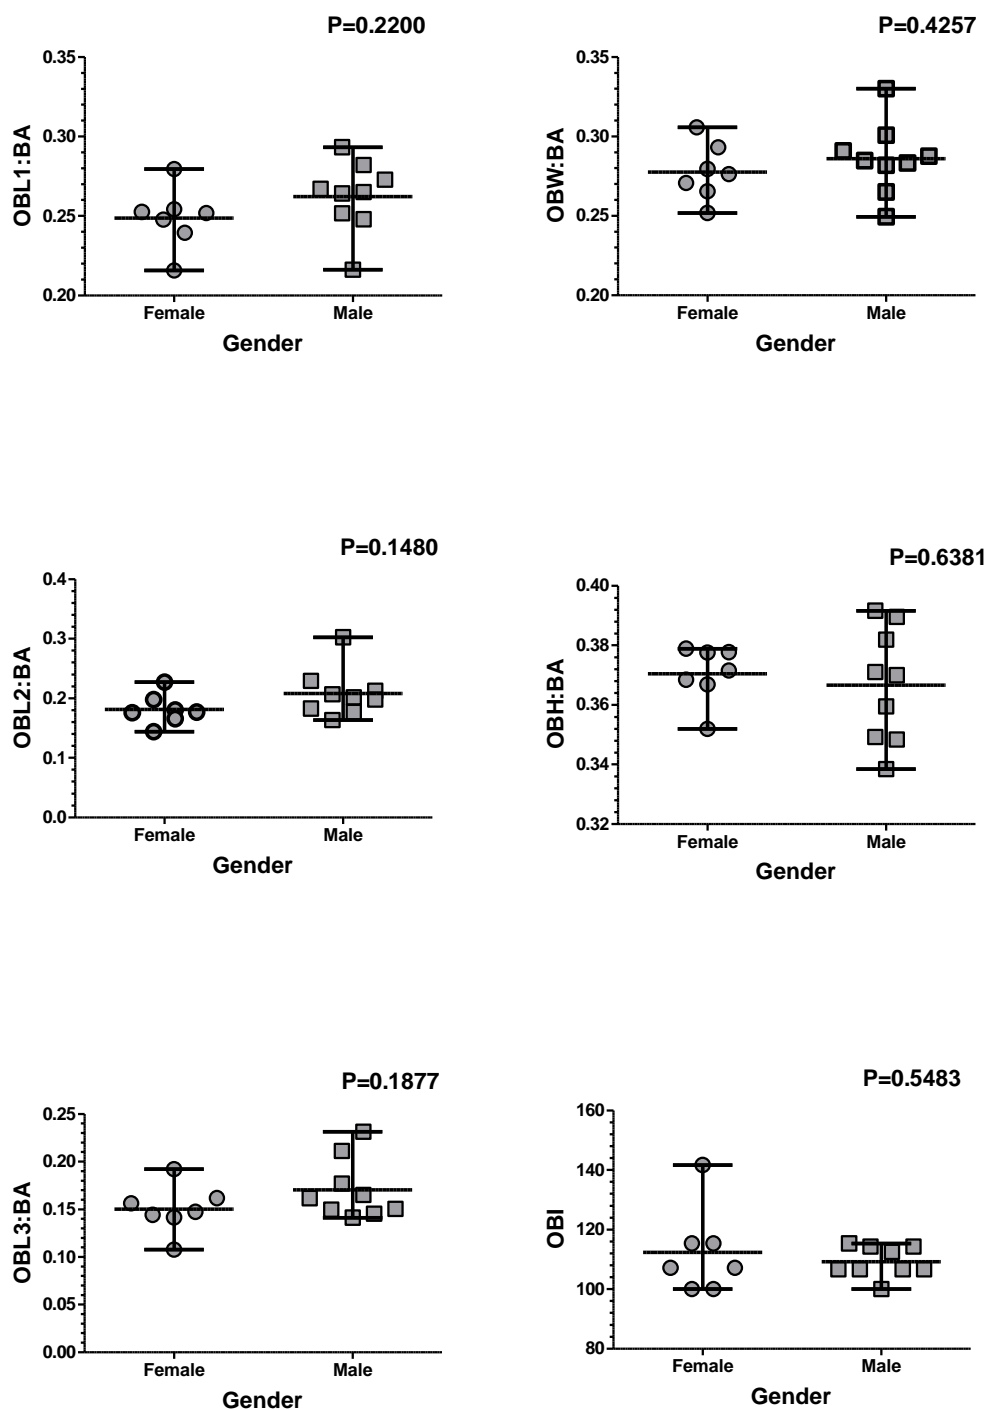 P=0.2200
0.35
0.30
0.25
0.20
OBL1:BA
Female
Male
Gender
P=0.4257
0.35
0.30
0.25
0.20
OBW:BA
Female
Male
Gender
P=0.1480
0.4
0.3
0.2
0.1
0.0
OBL2:BA
Female
Male
Gender
P=0.6381
0.40
0.38
0.36
0.34
0.32
OBH:BA
Female
Male
Gender
P=0.1877
0.25
0.20
0.15
0.10
0.05
0.00
OBL3:BA
Female
Male
Gender
P=0.5483
160
140
120
100
80
OBI
Female
Male
Gender